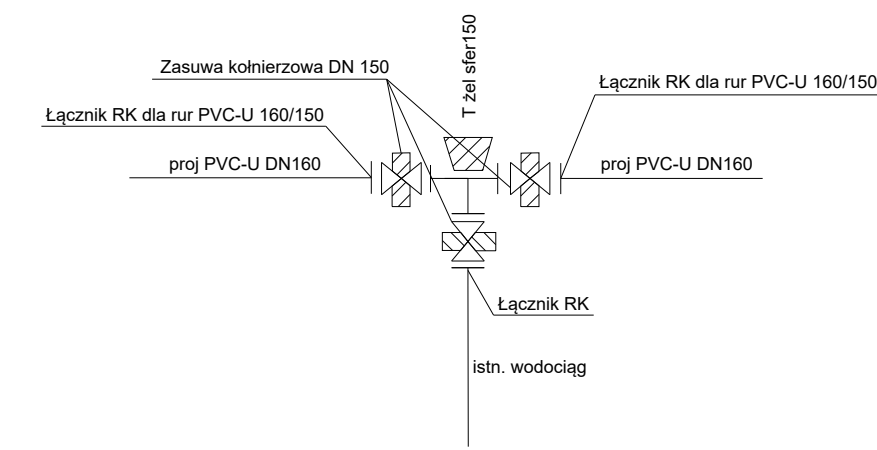 T żel sfer150
Zasuwa kołnierzowa DN 150
Łącznik RK dla rur PVC-U 160/150
Łącznik RK dla rur PVC-U 160/150
proj PVC-U DN160
proj PVC-U DN160
Łącznik RK
istn. wodociąg